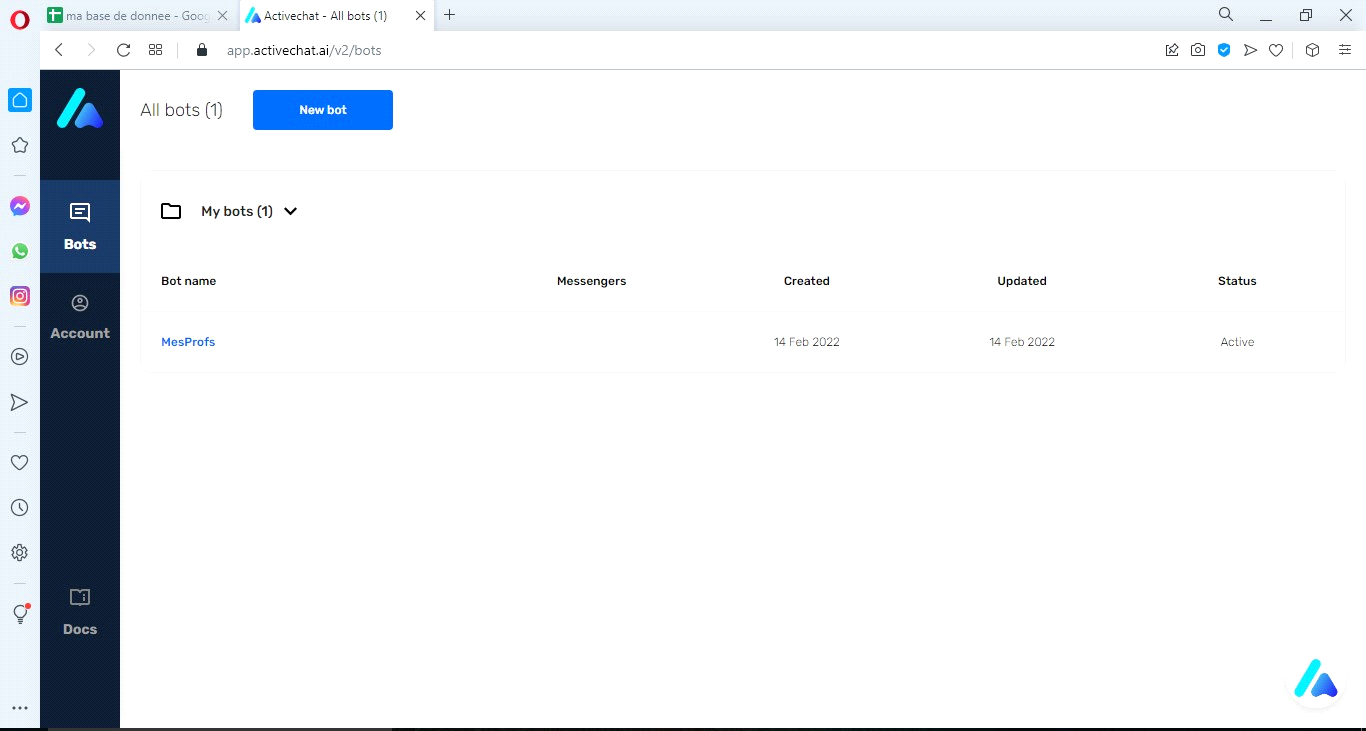 ma base de donnee - Goog
Activechat - All bots (1)
app.activechat.ai/v2/bots
All bots (1)
New bot
Bots
Account
Docs
My bots (1)
Bot name Messengers Created Updated Status
MesProfs 14 Feb 2022 14 Feb 2022 Active